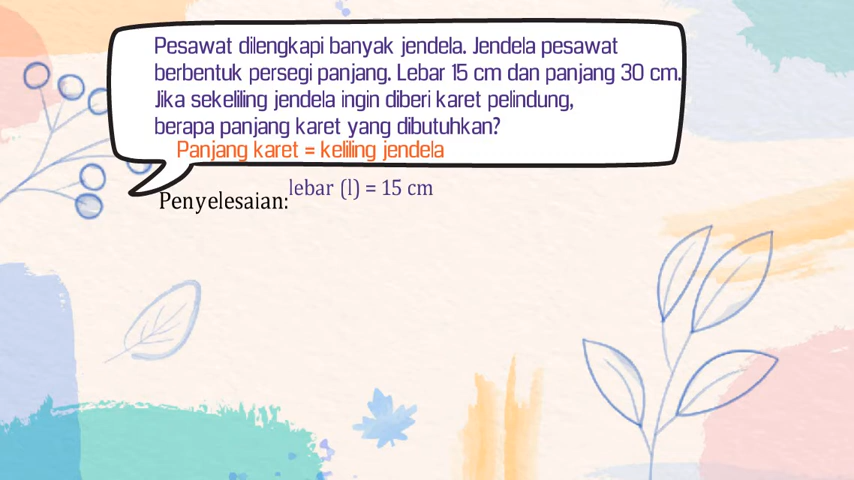 Pesawat dilengkapi banyak jendela. Jendela pesawat
berbentuk persegi panjang. Lebar 15 cm dan panjang 30 cm.
Jika sekeliling jendela ingin diberi karet pelindung,
berapa panjang karet yang dibutuhkan?
Panjang karet = keliling jendela
Penyelesaian: lebar (l) = 15 cm